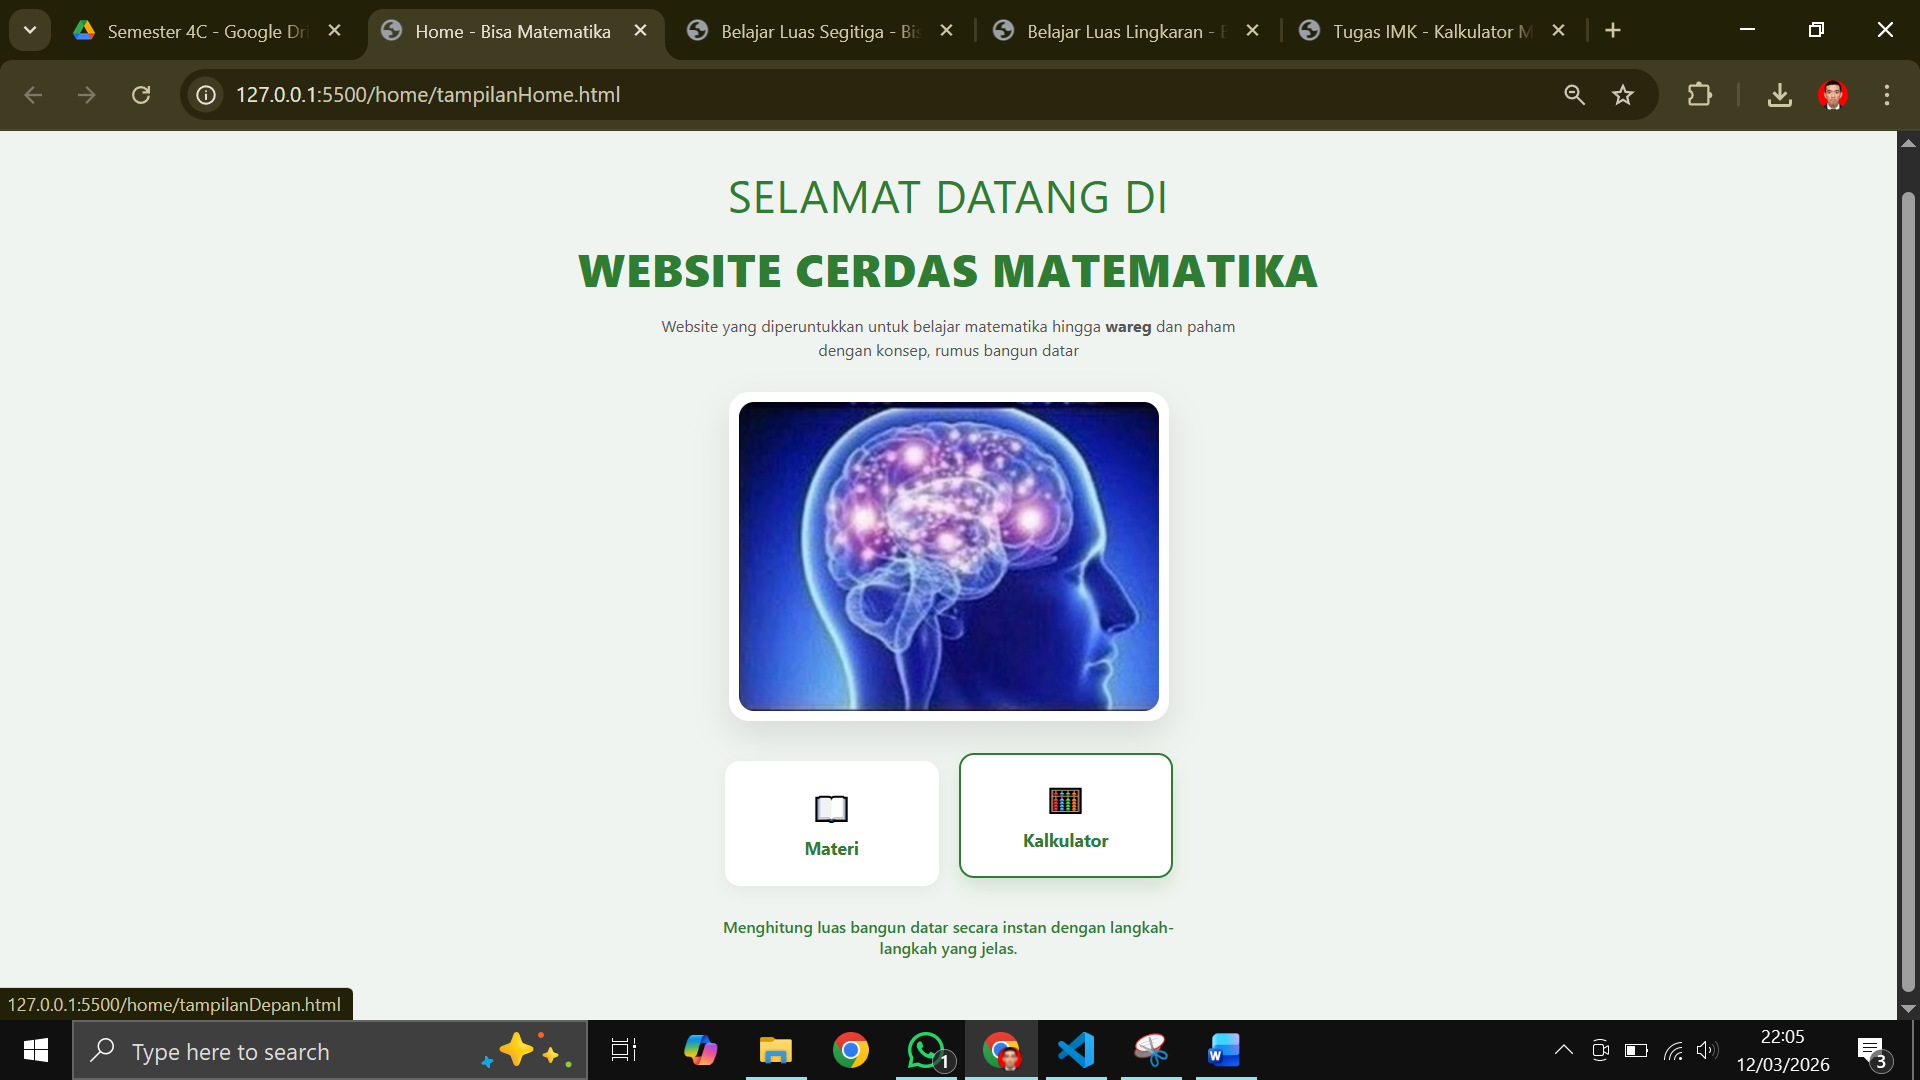 Semester 4C - Google Dri
Home - Bisa Matematika
Belajar Luas Segitiga - Bis
Belajar Luas Lingkaran - B
Tugas IMK - Kalkulator M
127.0.0.1:5500/home/tampilanHome.html
SELAMAT DATANG DI
WEBSITE CERDAS MATEMATIKA
Website yang diperuntukkan untuk belajar matematika hingga wareg dan paham
dengan konsep, rumus bangun datar
Materi
Kalkulator
Menghitung luas bangun datar secara instan dengan langkah-
langkah yang jelas.
127.0.0.1:5500/home/tampilanDepan.html
Type here to search
1
W
22:05
12/03/2026
3